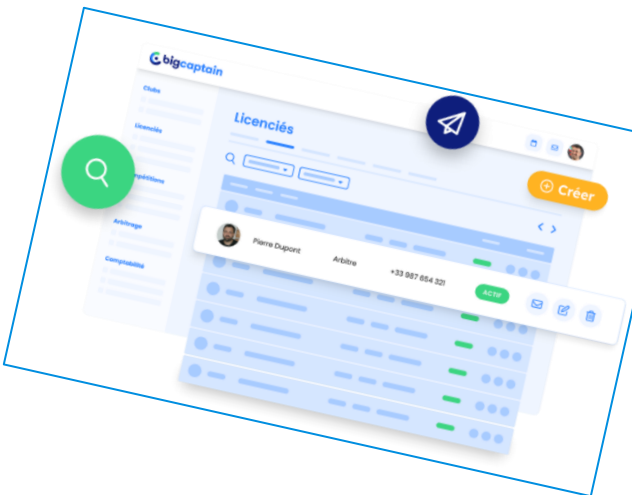 bigcaptain
Clubs
Licenciés
Licenciés
Créer
Arbitrage
Pierre Dupont
Arbitre
+33 987 654 321
ACTIF
Comptabilité